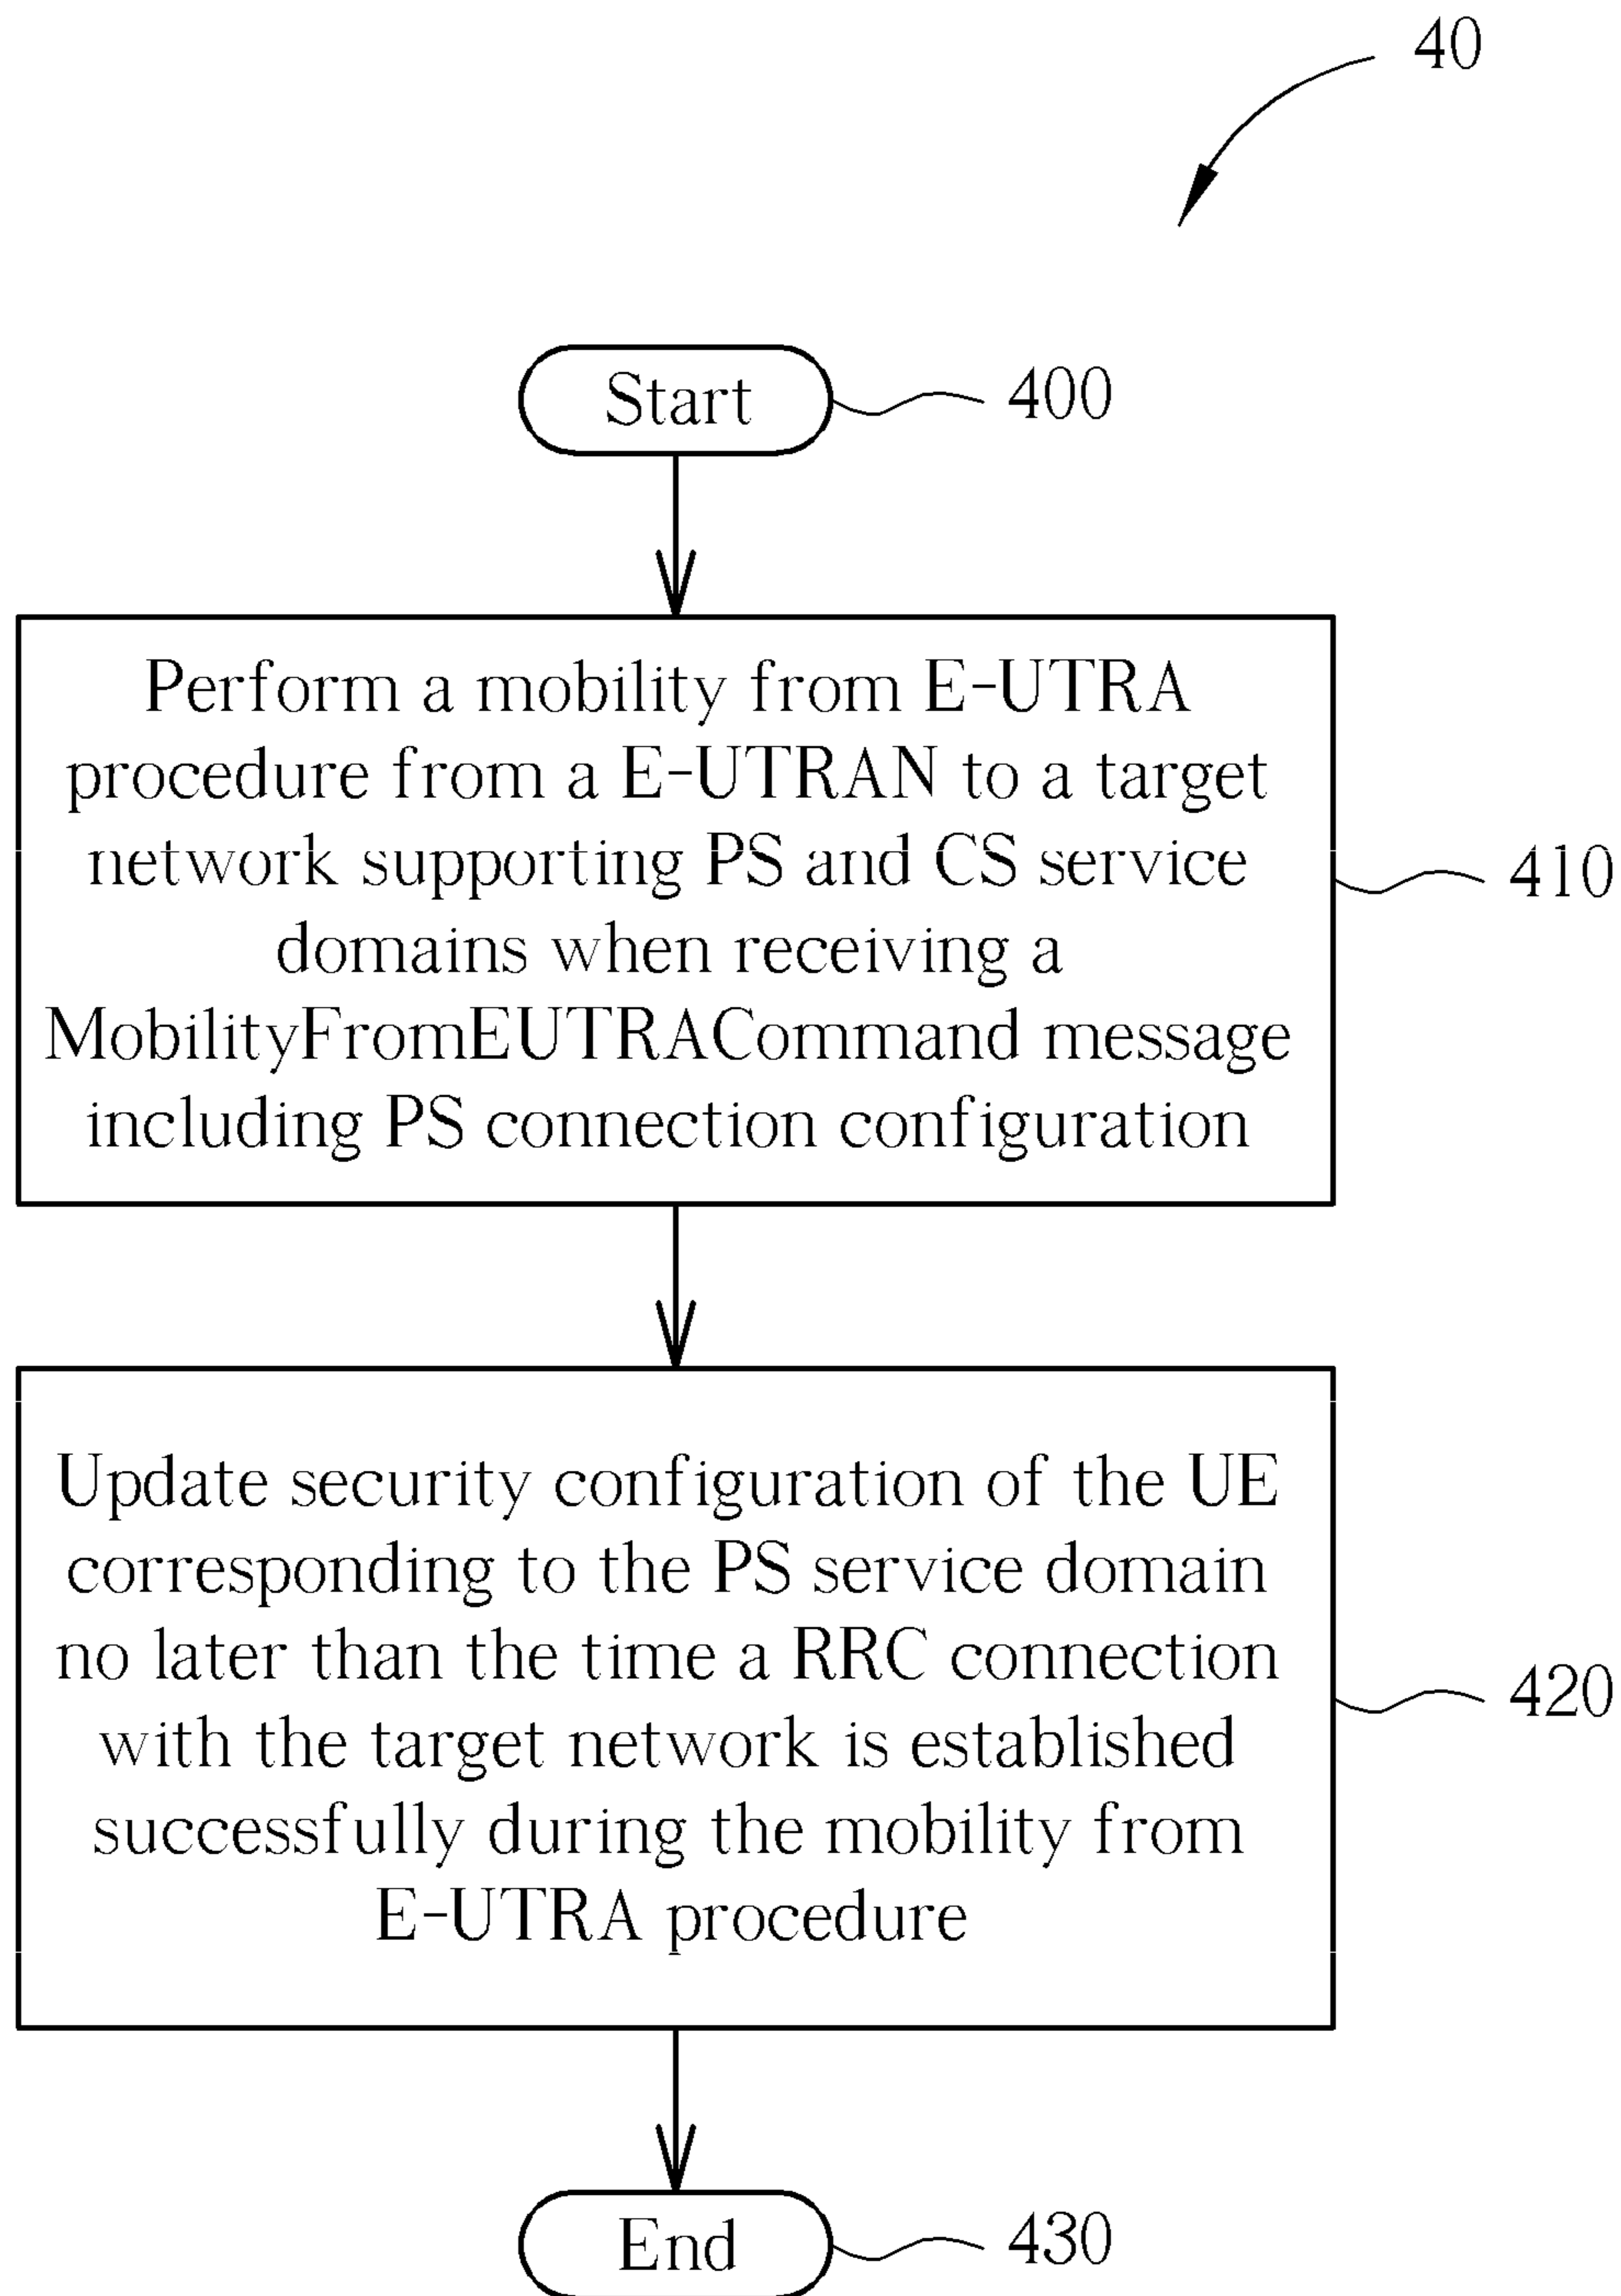 40
Start
400
Perform a mobility from E-UTRA
procedure from a E-UTRAN to a target
network supporting PS and CS service
domains when receiving a
MobilityFromEUTRACommand message
including PS connection configuration
410
Update security configuration of the UE
corresponding to the PS service domain
no later than the time a RRC connection
with the target network is established
successfully during the mobility from
E-UTRA procedure
420
End
430